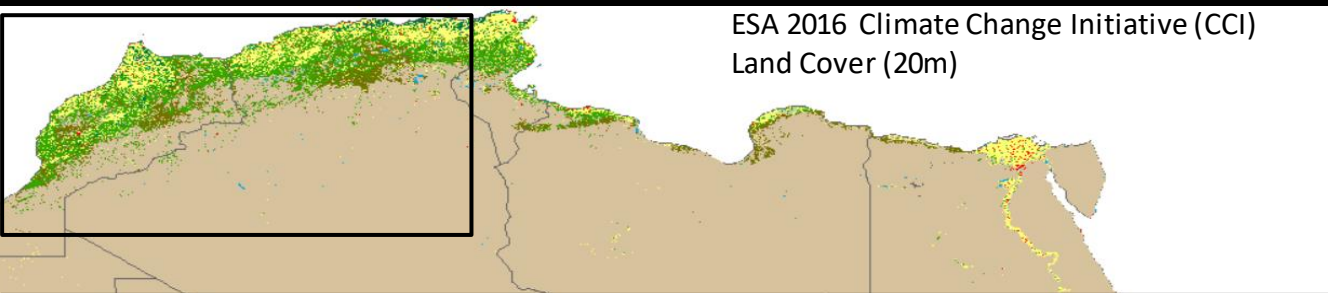 ESA 2016 Climate Change Initiative (CCI)
Land Cover (20m)